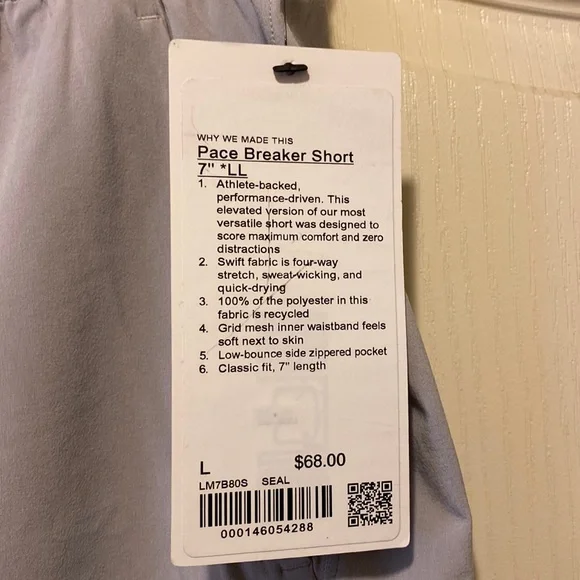 WHY WE MADE THIS
Pace Breaker Short
7" *LL
1. Athlete-backed,
performance-driven. This
elevated version of our most
versatile short was designed to
score maximum comfort and zero
distractions
2. Swift fabric is four-way
stretch, sweat-wicking, and
quick-drying
3. 100% of the polyester in this
fabric is recycled
4. Grid mesh inner waistband feels
soft next to skin
5. Low-bounce side zippered pocket
6. Classic fit, 7" length
L $68.00
LM7B80S SEAL
000146054288